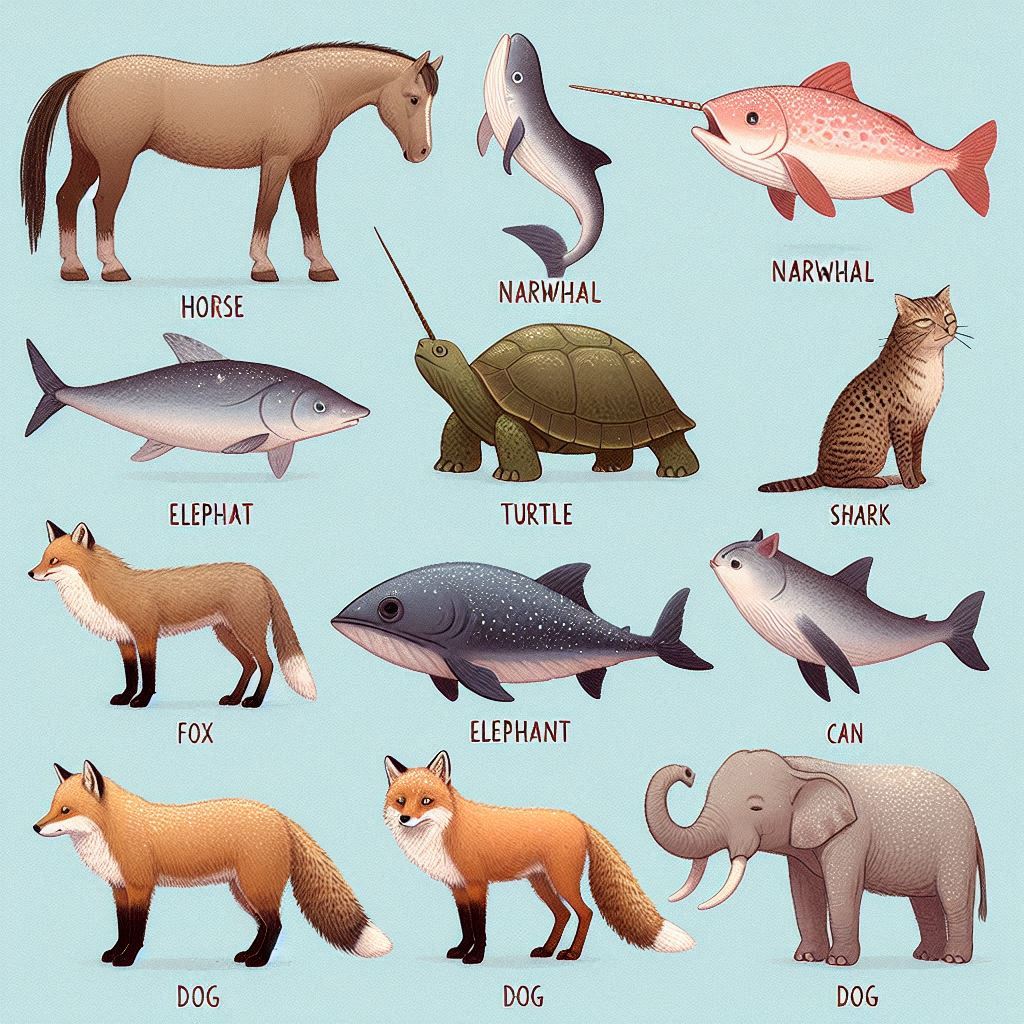 HORSE
NARWHAL
NARWHAL
ELEPHAT
TURTLE
SHARK
FOX
ELEPHANT
CAN
DOG
DOG
DOG